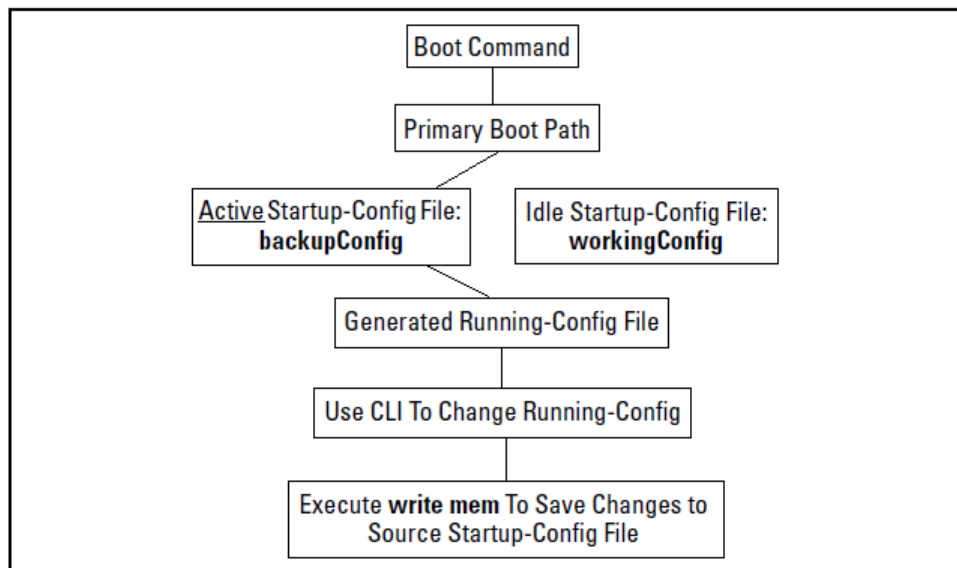 Boot Command
Primary Boot Path
Active Startup-Config File:
backupConfig
Idle Startup-Config File:
workingConfig
Generated Running-Config File
Use CLI To Change Running-Config
Execute write mem To Save Changes to
Source Startup-Config File